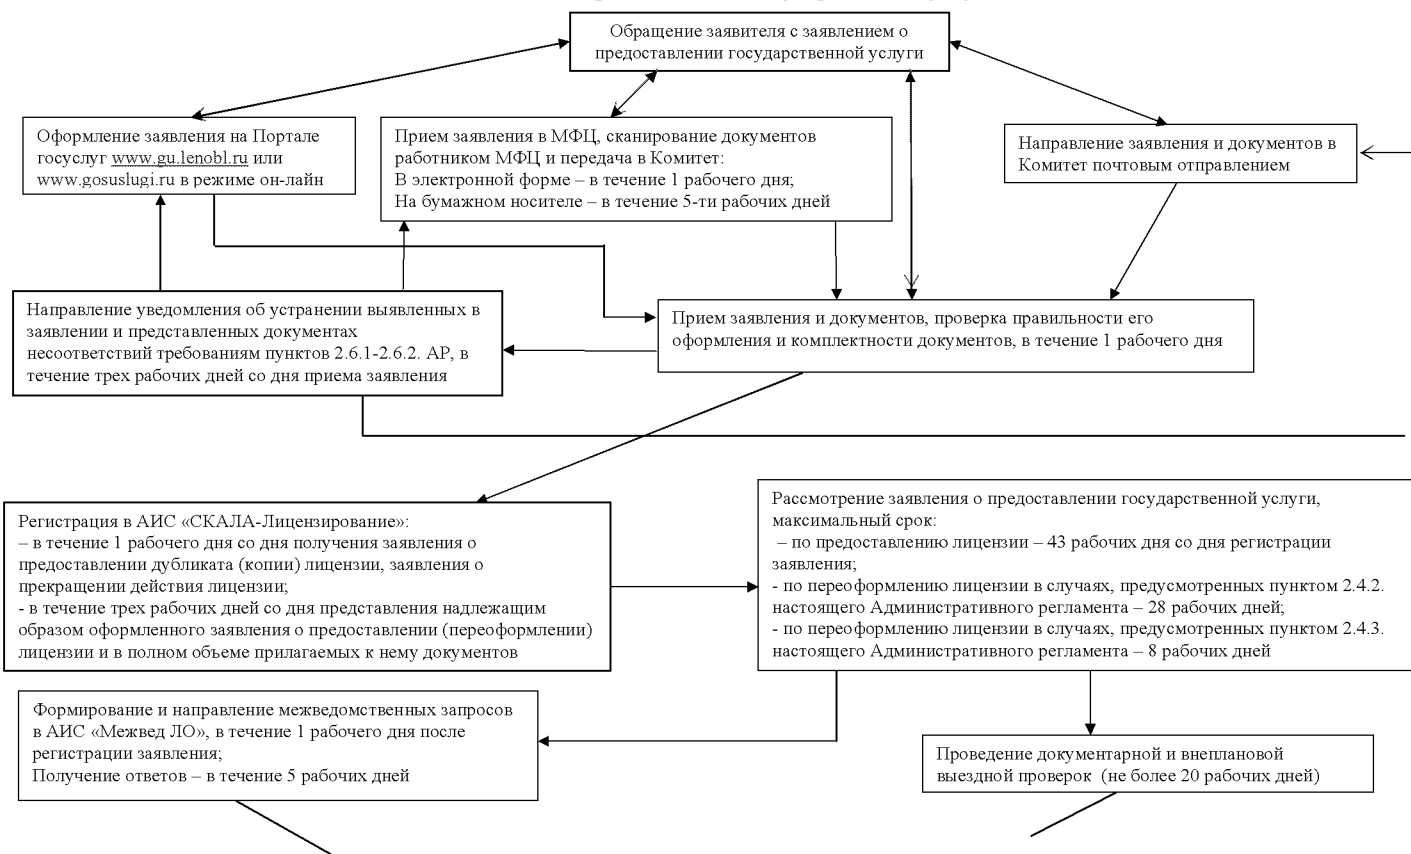 Обращение заявителя с заявлением о
предоставлении государственной услуги
Оформление заявления на Портале
госуслуг www.gu.lenobl.ru или
www.gosuslugi.ru в режиме он-лайн
Прием заявления в МФЦ, сканирование документов
работником МФЦ и передача в Комитет:
В электронной форме – в течение 1 рабочего дня;
На бумажном носителе – в течение 5-ти рабочих дней
Направление заявления и документов в
Комитет почтовым отправлением
Направление уведомления об устранении выявленных в
заявлении и представленных документах
несоответствий требованиям пунктов 2.6.1-2.6.2. АР, в
течение трех рабочих дней со дня приема заявления
Прием заявления и документов, проверка правильности его
оформления и комплектности документов, в течение 1 рабочего дня
Регистрация в АИС «СКАЛА-Лицензирование»:
– в течение 1 рабочего дня со дня получения заявления о
предоставлении дубликата (копии) лицензии, заявления о
прекращении действия лицензии;
- в течение трех рабочих дней со дня представления надлежащим
образом оформленного заявления о предоставлении (переоформлении)
лицензии и в полном объеме прилагаемых к нему документов
Рассмотрение заявления о предоставлении государственной услуги,
максимальный срок:
– по предоставлению лицензии – 43 рабочих дня со дня регистрации
заявления;
- по переоформлению лицензии в случаях, предусмотренных пунктом 2.4.2.
настоящего Административного регламента – 28 рабочих дней;
- по переоформлению лицензии в случаях, предусмотренных пунктом 2.4.3.
настоящего Административного регламента – 8 рабочих дней
Формирование и направление межведомственных запросов
в АИС «Межвед ЛО», в течение 1 рабочего дня после
регистрации заявления;
Получение ответов – в течение 5 рабочих дней
Проведение документарной и внеплановой
выездной проверок (не более 20 рабочих дней)